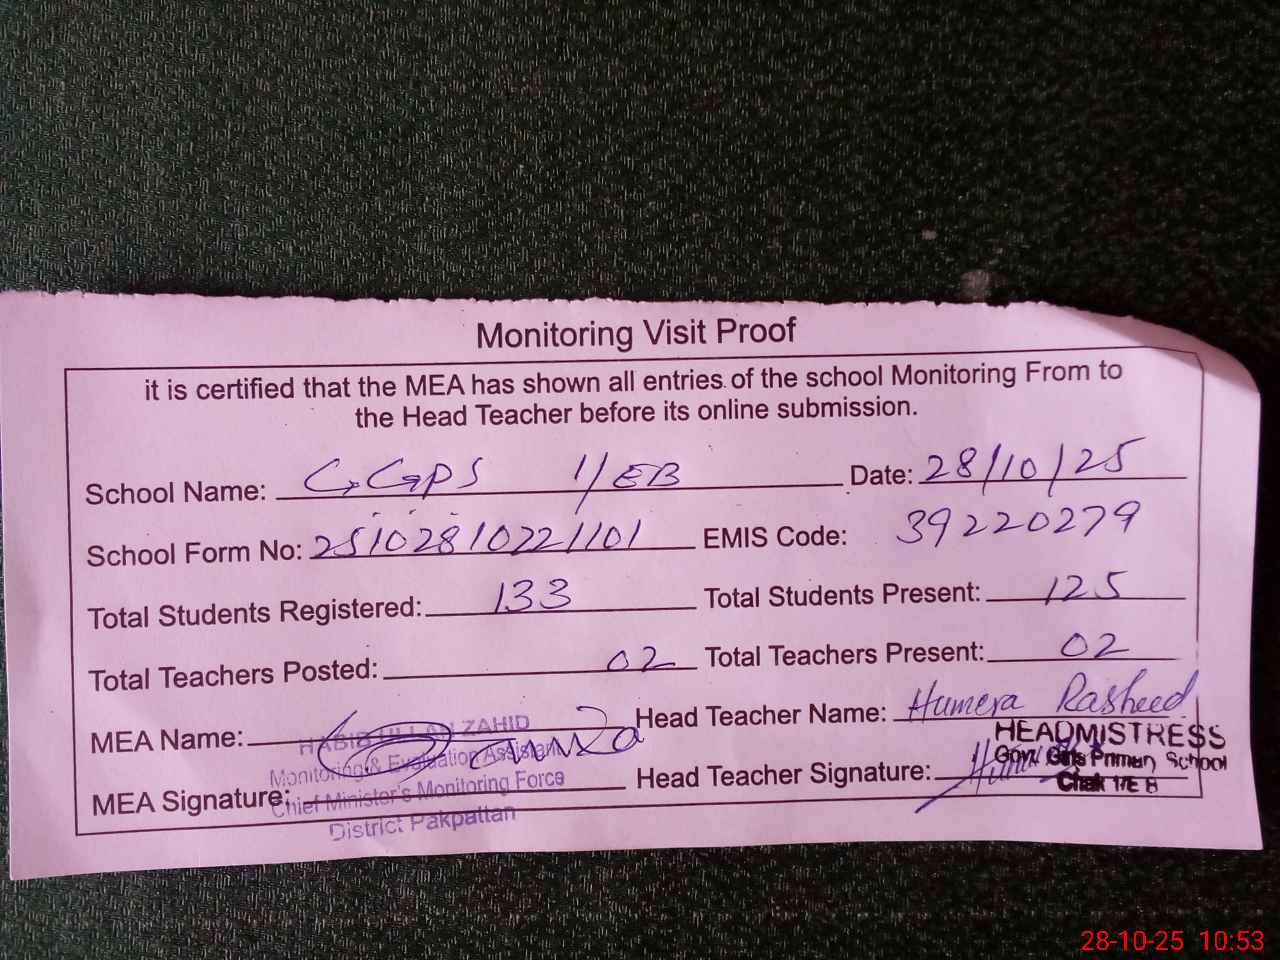 Monitoring Visit Proof
it is certified that the MEA has shown all entries of the school Monitoring From to
the Head Teacher before its online submission.
School Name: G.G.P.S 1/EB Date: 28/10/25
School Form No: 25102810221101 EMIS Code: 39220279
Total Students Registered: 133 Total Students Present: 125
Total Teachers Posted: 02 Total Teachers Present: 02
MEA Name: Head Teacher Name: Humera Rasheed
HABIB ULLAH ZAHID
Monitoring & Evaluation Assistant
Chief Minister's Monitoring Force
District Pakpattan
MEA Signature: Head Teacher Signature:
HEADMISTRESS
Govt Girls Primary School
Chak 1/E B
28-10-25 10:53